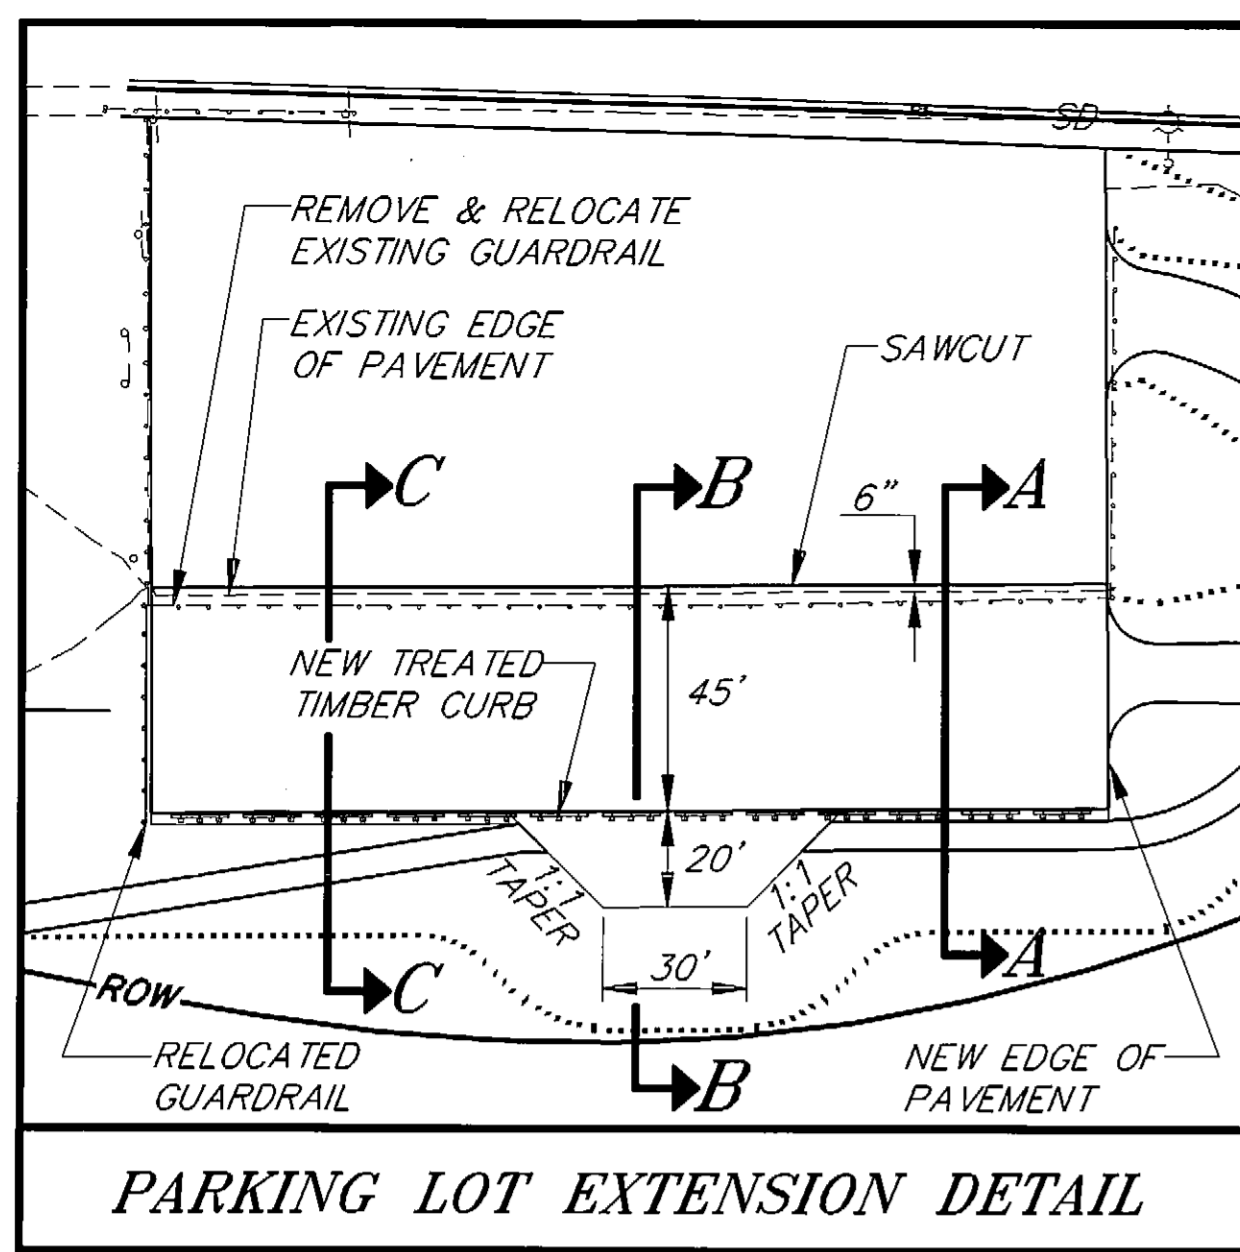 SD
REMOVE & RELOCATE
EXISTING GUARDRAIL
EXISTING EDGE
OF PAVEMENT
SAWCUT
C
B
A
6"
NEW TREATED
TIMBER CURB
45'
20'
1:1
TAPER
1:1
TAPER
30'
A
C
ROW
B
RELOCATED
GUARDRAIL
NEW EDGE OF
PAVEMENT
PARKING LOT EXTENSION DETAIL